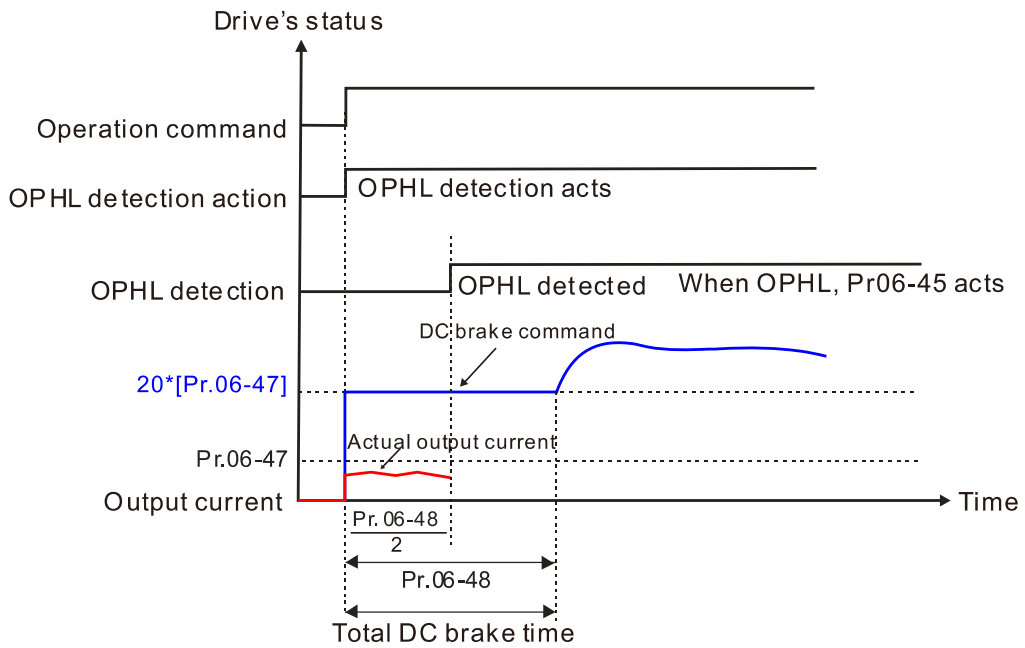 Drive's status
Operation command
OPHL detection action
OPHL detection acts
OPHL detection
OPHL detected
When OPHL, Pr06-45 acts
DC brake command
20*[Pr.06-47]
Actual output current
Pr.06-47
Output current
Time
Pr.06-48
2
Pr.06-48
Total DC brake time